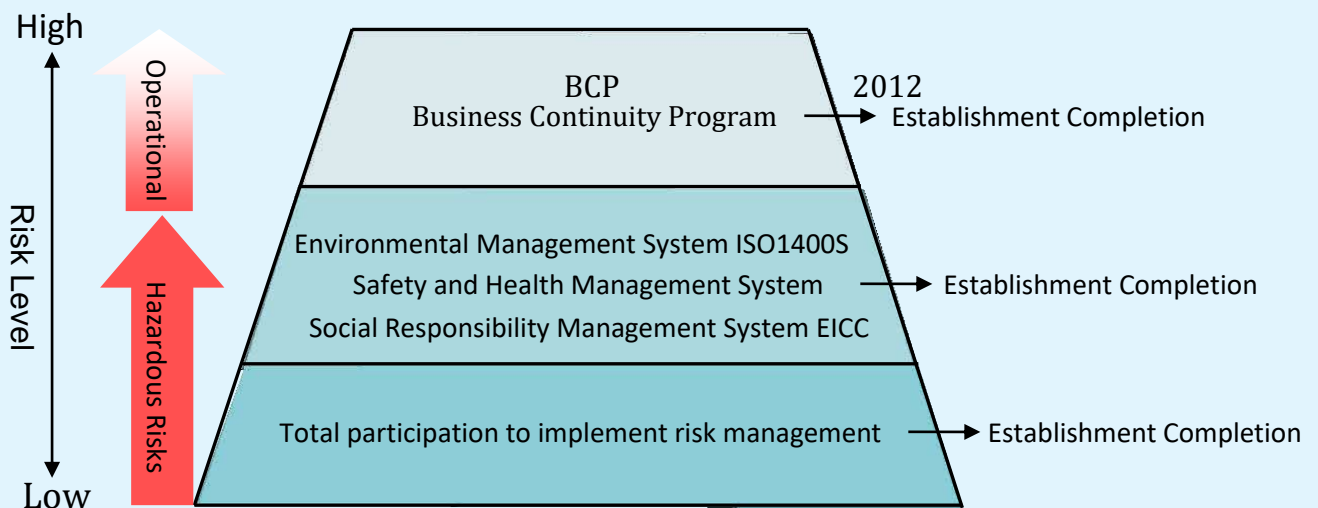 High
Operational
BCP
2012
Business Continuity Program
Establishment Completion
Risk Level
Environmental Management System ISO1400S
Safety and Health Management System
Establishment Completion
Social Responsibility Management System EICC
Hazardous Risks
Total participation to implement risk management
Establishment Completion
Low